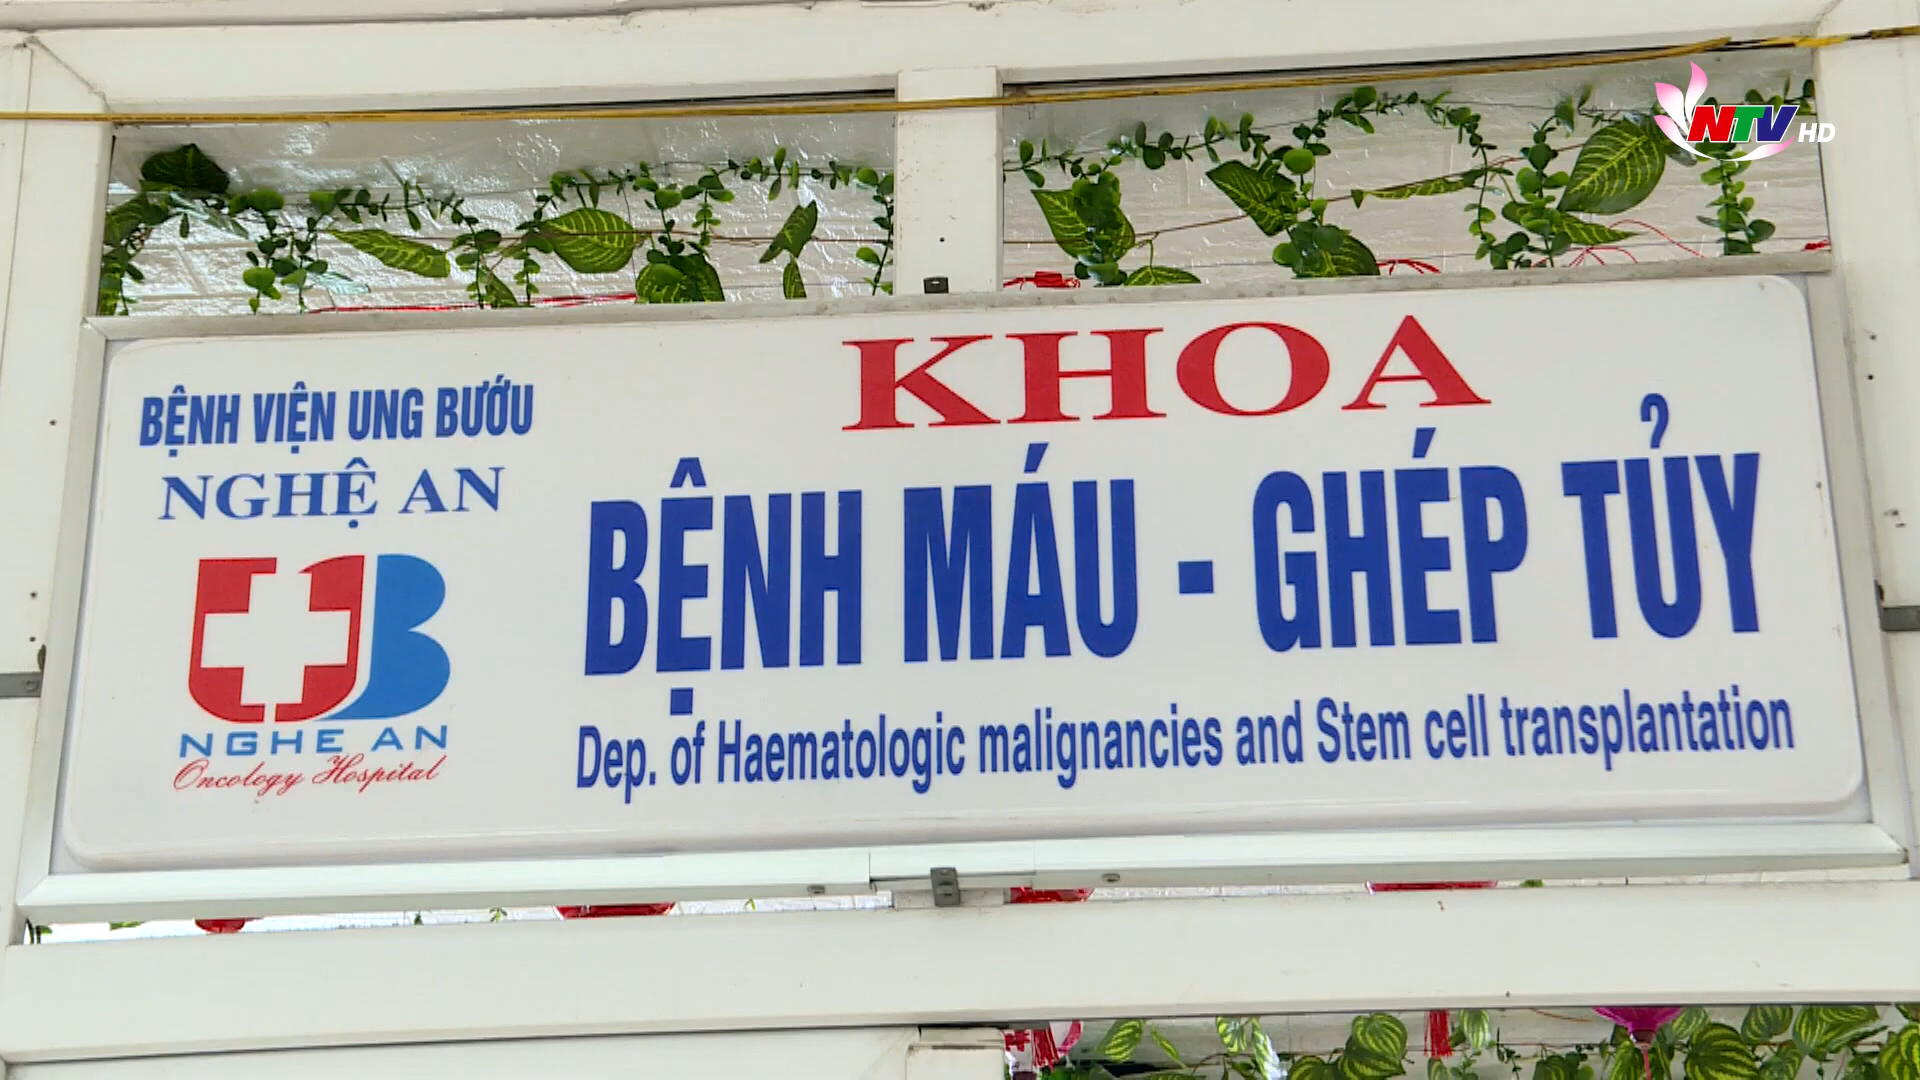 NTV HD
BỆNH VIỆN UNG BƯỚU
NGHỆ AN
UB
NGHE AN
Oncology Hospital
KHOA
BỆNH MÁU - GHÉP TỦY
Dep. of Haematologic malignancies and Stem cell transplantation